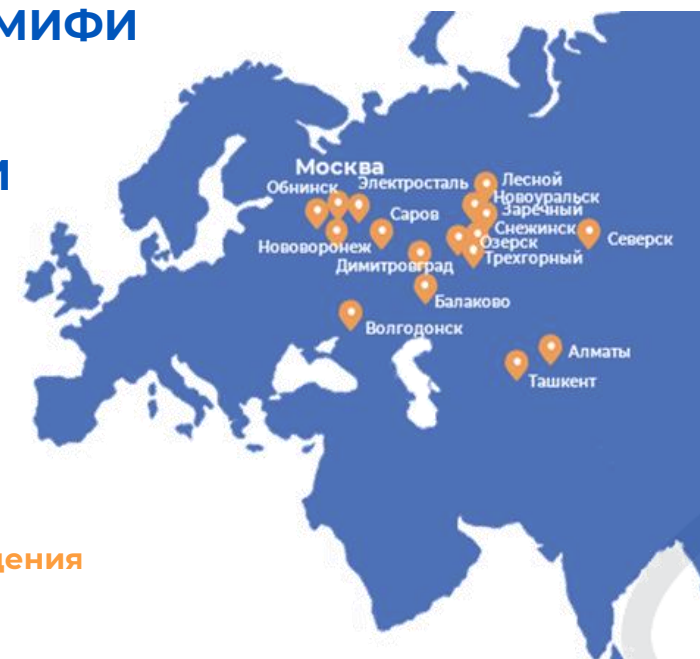 МИФИ
И
Москва
Обнинск
Электросталь
Лесной
Новоуральск
Заречный
Саров
Снежинск
Северск
Нововоронеж
Озерск
Трехгорный
Димитровград
Балаково
Волгодонск
Алматы
Ташкент
дения